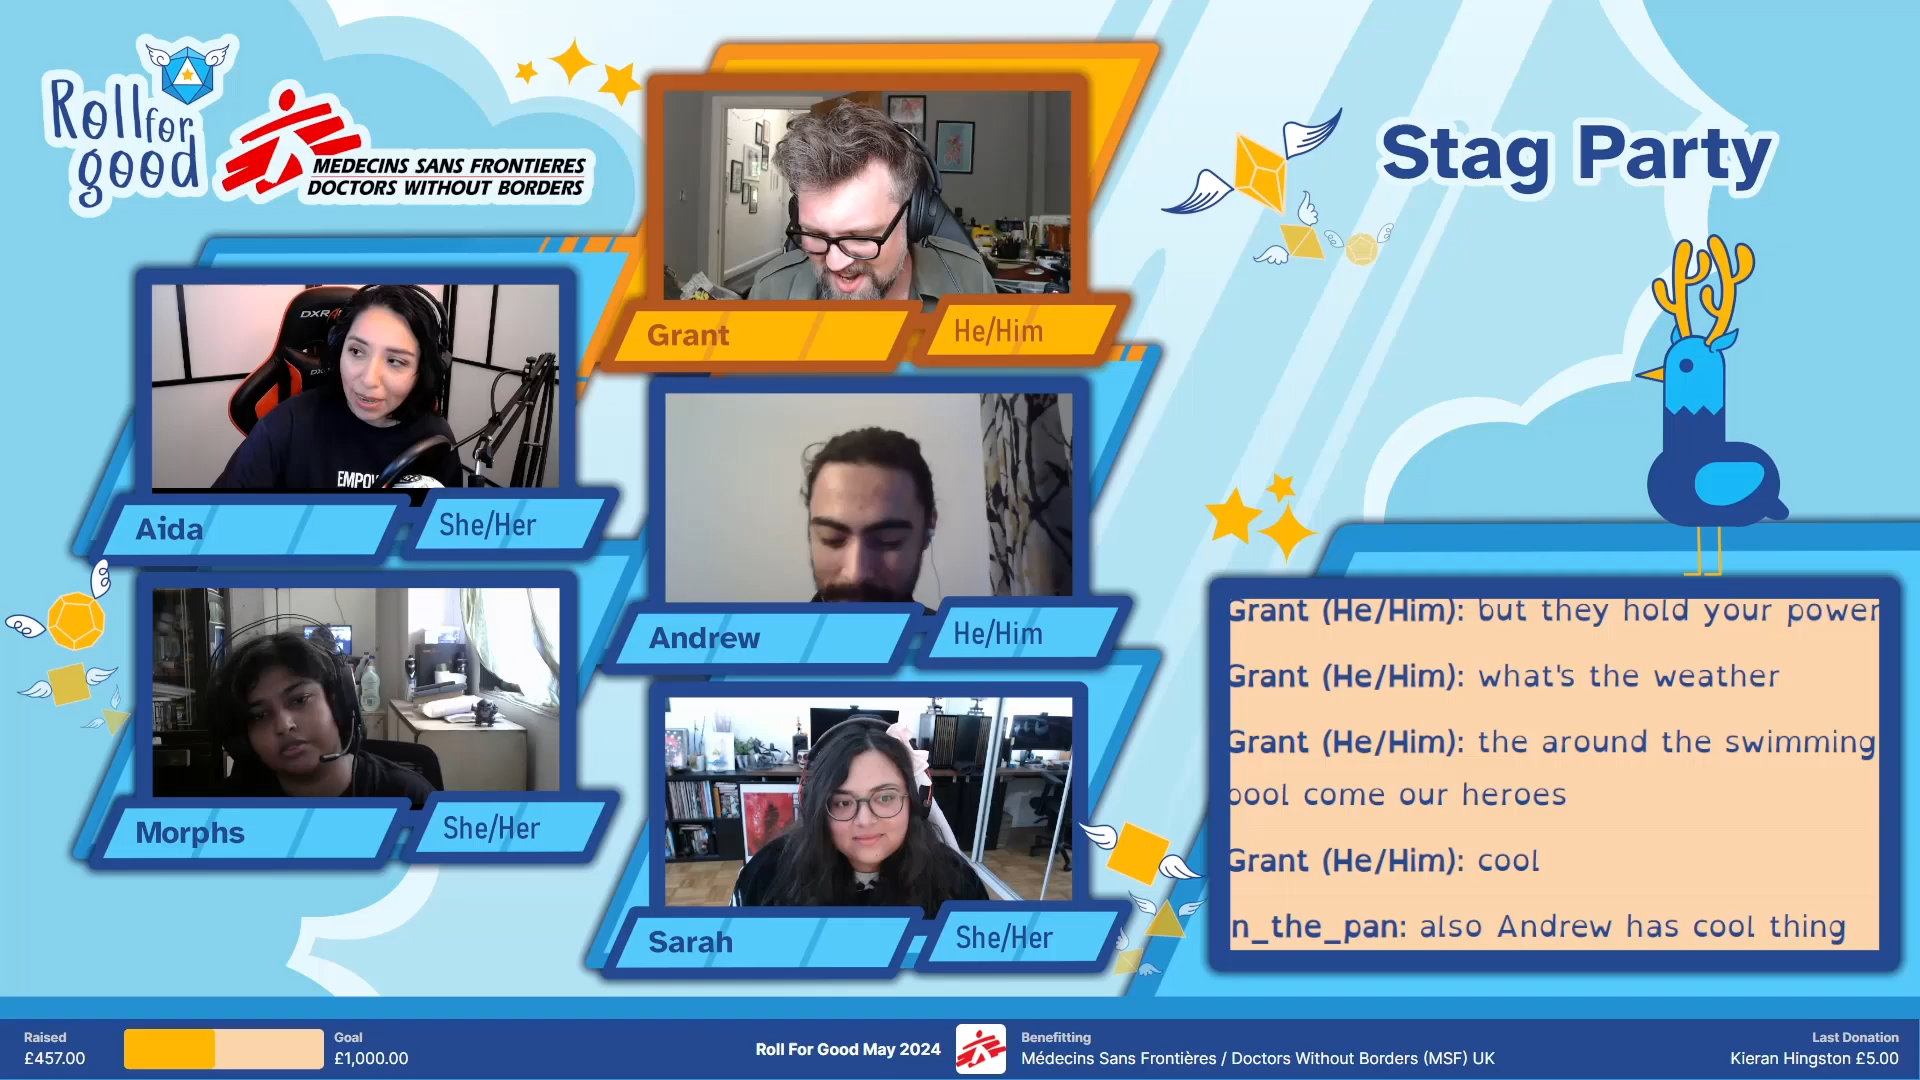 Roll for good
MEDECINS SANS FRONTIERES
DOCTORS WITHOUT BORDERS
Stag Party
Grant
He/Him
DXR
EMPOW
Aida
She/Her
Andrew
He/Him
Morphs
She/Her
Sarah
She/Her
Grant (He/Him): but they hold your power
Grant (He/Him): what's the weather
Grant (He/Him): the around the swimming
pool come our heroes
Grant (He/Him): cool
n_the_pan: also Andrew has cool thing
Raised
£457.00
Goal
£1,000.00
Roll For Good May 2024
Benefitting
Médecins Sans Frontières / Doctors Without Borders (MSF) UK
Last Donation
Kieran Hingston £5.00